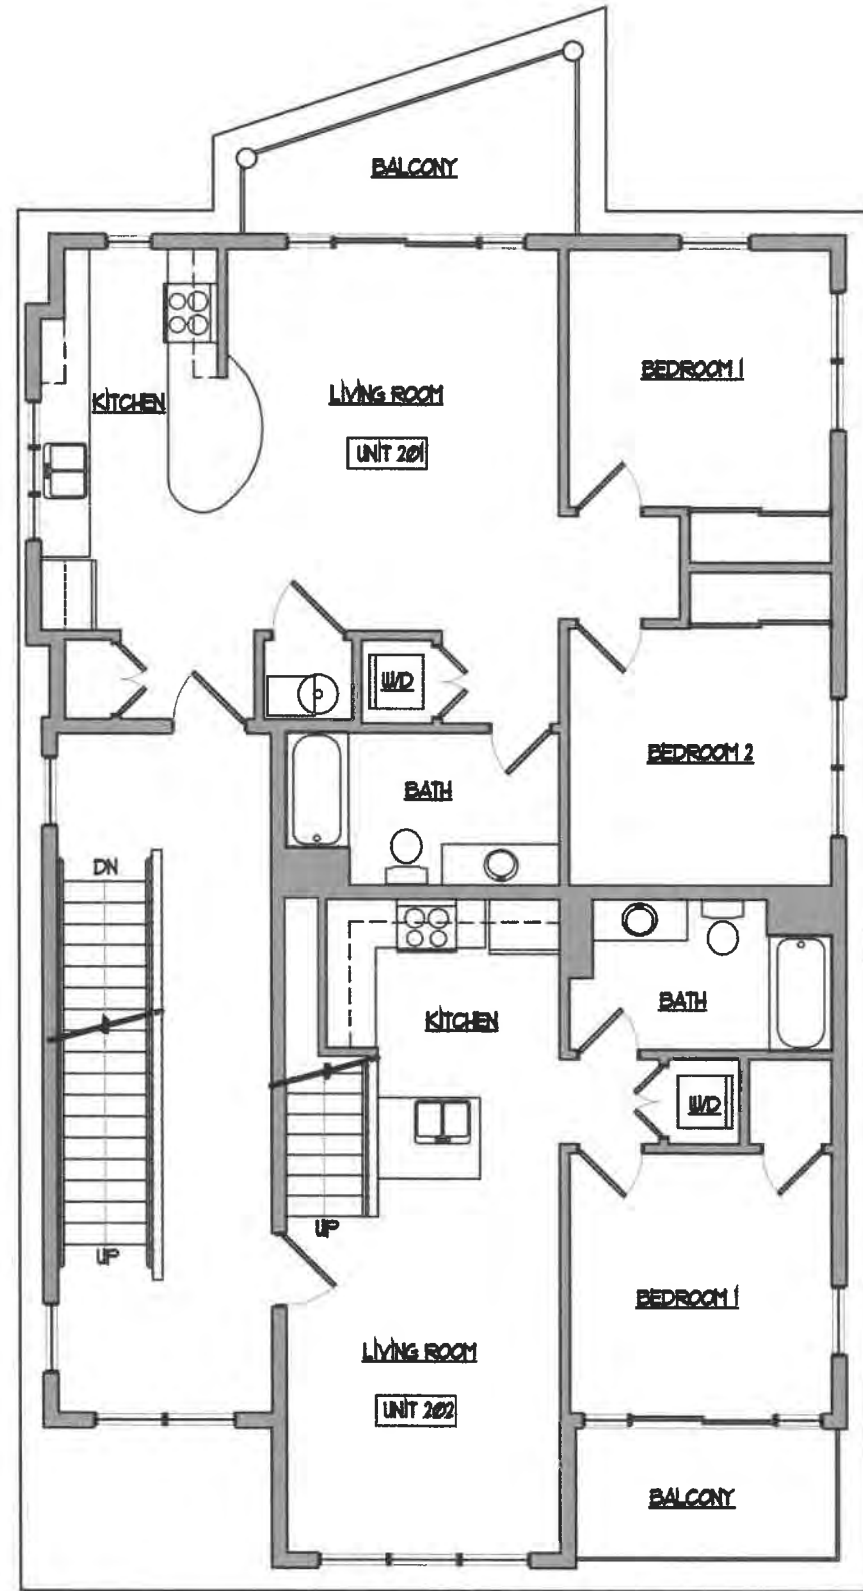 BALCONY
BEDROOM 1
LIVING ROOM
KITCHEN
UNIT 201
W/D
BEDROOM 2
BATH
DN
KITCHEN
BATH
W/D
UP
UP
BEDROOM 1
LIVING ROOM
UNIT 202
BALCONY